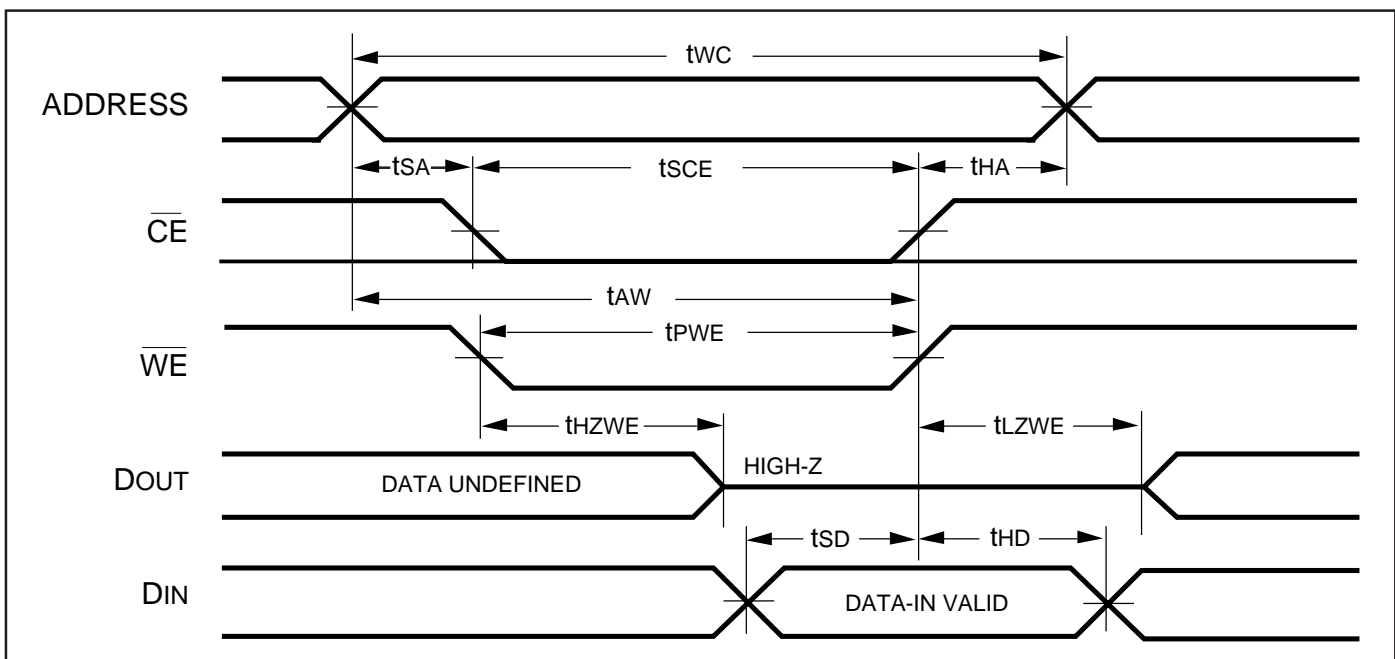 tWC
ADDRESS
tSA tSCE tHA
CE
tAW
tPWE
WE
tHZWE tLZWE
DOUT DATA UNDEFINED HIGH-Z
tSD tHD
DIN DATA-IN VALID